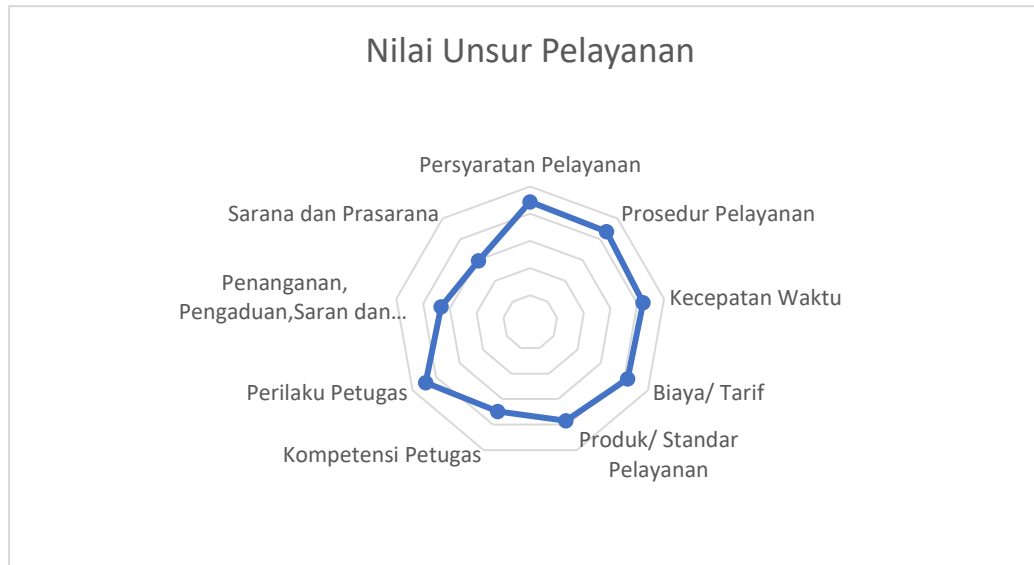 Nilai Unsur Pelayanan
Persyaratan Pelayanan
Prosedur Pelayanan
Kecepatan Waktu
Biaya/ Tarif
Produk/ Standar
Pelayanan
Kompetensi Petugas
Perilaku Petugas
Penanganan,
Pengaduan,Saran dan...
Sarana dan Prasarana